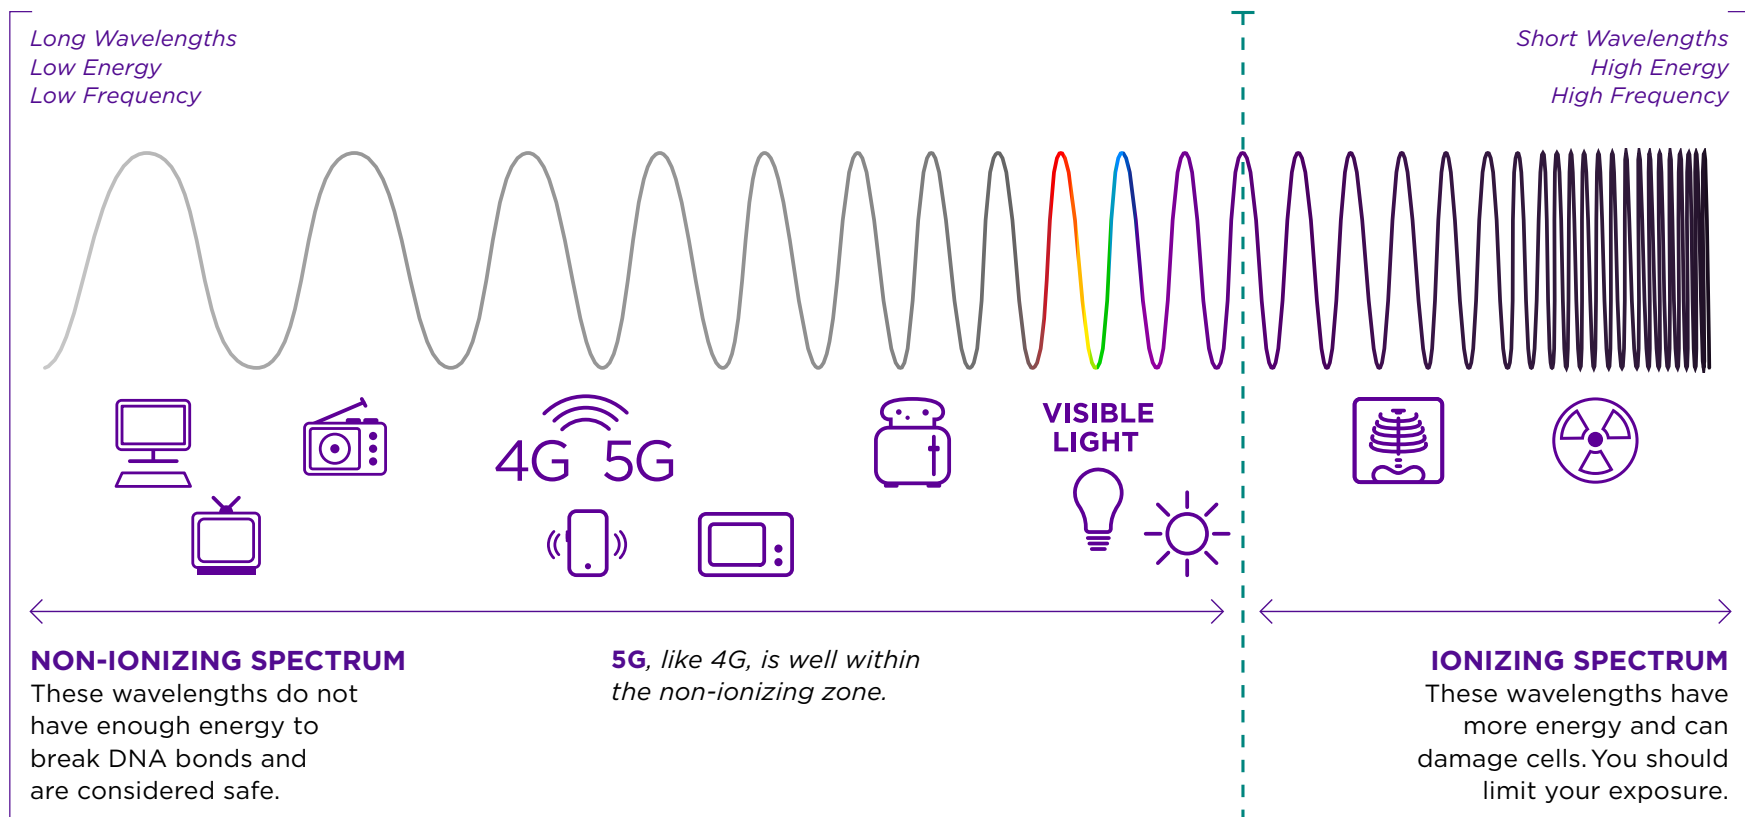 Long Wavelengths
Low Energy
Low Frequency
Short Wavelengths
High Energy
High Frequency
4G 5G
VISIBLE
LIGHT
NON-IONIZING SPECTRUM
These wavelengths do not
have enough energy to
break DNA bonds and
are considered safe.
5G, like 4G, is well within
the non-ionizing zone.
IONIZING SPECTRUM
These wavelengths have
more energy and can
damage cells. You should
limit your exposure.